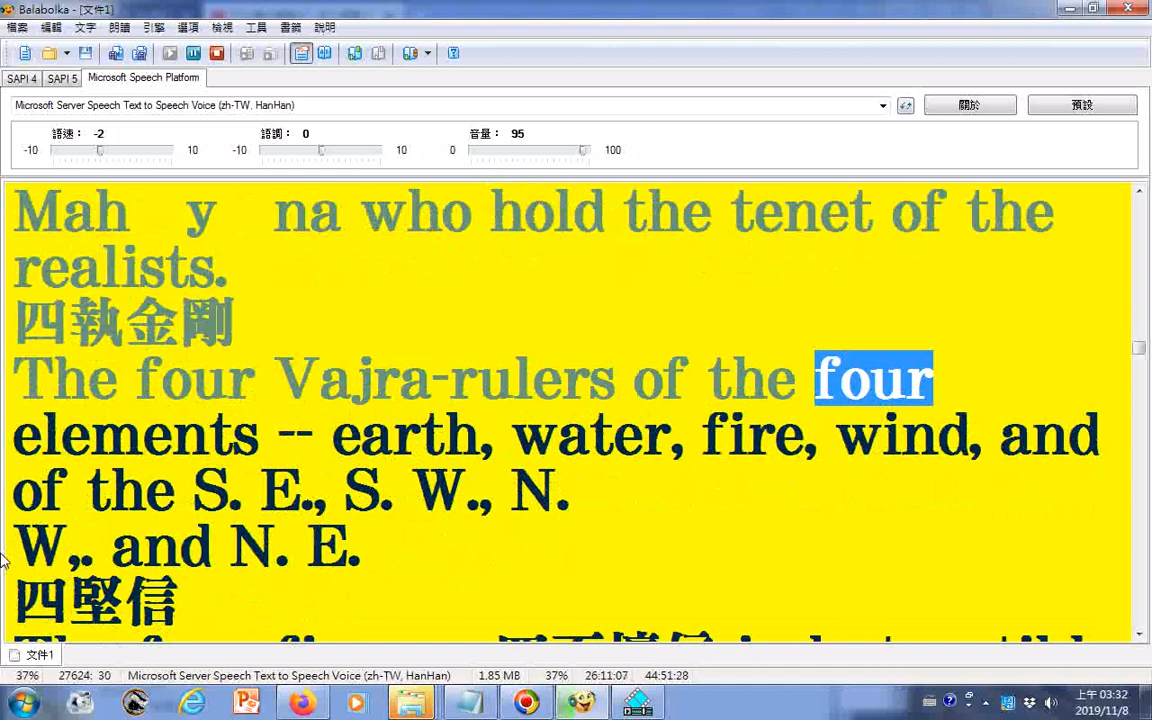 Balabolka - [文件1]
檔案 編輯 文字 朗讀 引擎 選項 檢視 工具 書籤 說明
SAPI 4 SAPI 5 Microsoft Speech Platform
Microsoft Server Speech Text to Speech Voice (zh-TW, HanHan)
關於 預設
語速： -2 語調： 0 音量： 95
-10 10 -10 10 0 100
Mah y na who hold the tenet of the
realists.
四執金剛
The four Vajra-rulers of the four
elements -- earth, water, fire, wind, and
of the S. E., S. W., N.
W,. and N. E.
四堅信
文件1
37% 27624: 30 Microsoft Server Speech Text to Speech Voice (zh-TW, HanHan) 1.85 MB 37% 26:11:07 44:51:28
上午 03:32
2019/11/8